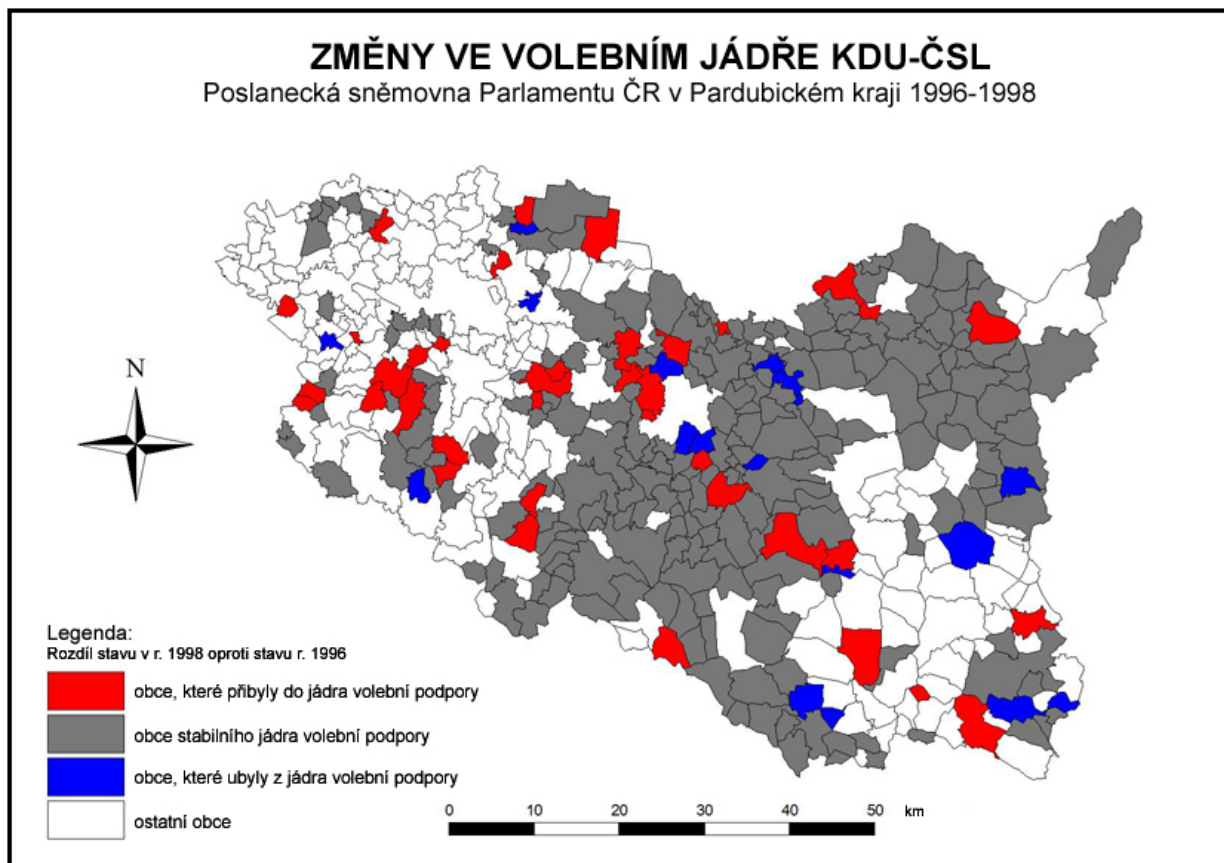 ZMĚNY VE VOLEBNÍM JÁDŘE KDU-ČSL
Poslanecká sněmovna Parlamentu ČR v Pardubickém kraji 1996-1998
N
Legenda:
Rozdíl stavu v r. 1998 oproti stavu r. 1996
obce, které přibyly do jádra volební podpory
obce stabilního jádra volební podpory
obce, které ubyly z jádra volební podpory
ostatní obce
0 10 20 30 40 50 km